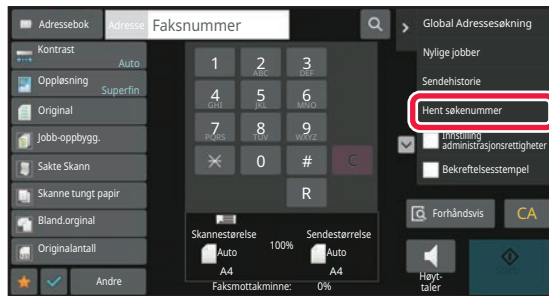 Adressebok
Adresse
Faksnummer
Global Adressesøkning
Kontrast
Auto
Nylige jobber
Oppløsning
Superfin
Sendehistorie
Original
Hent søkenummer
Jobb-oppbygg.
Innstilling
administrasjonsrettigheter
Sakte Skann
Bekreftelsesstempel
Skanne tungt
papir
Bland.orginal
Originalantall
Andre
1
2
ABC
3
DEF
4
GHI
5
JKL
6
MNO
7
PQRS
8
TUV
9
WXYZ
0
#
C
R
Skannestørelse
Sendestørrelse
Auto
100%
Auto
A4
A4
Faksmottakminne:
0%
Forhåndsvis
CA
Høyt-
taler